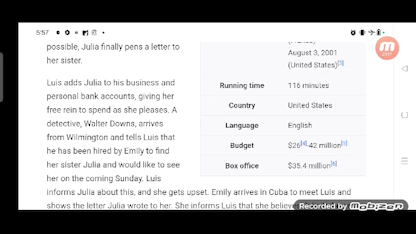 5:57
possible, Julia finally pens a letter to
her sister.
Luis adds Julia to his business and
personal bank accounts, giving her
free rein to spend as she pleases. A
detective, Walter Downs, arrives
from Wilmington and tells Luis that
he has been hired by Emily to find
her sister Julia and would like to see
her on the coming Sunday. Luis
informs Julia about this, and she gets upset. Emily arrives in Cuba to meet Luis and
shows the letter Julia wrote to her. She informs Luis that she believe
August 3, 2001
(United States)[3]
Running time 116 minutes
Country United States
Language English
Budget $26[4]-42 million[5]
Box office $35.4 million[6]
Recorded by Mobizen